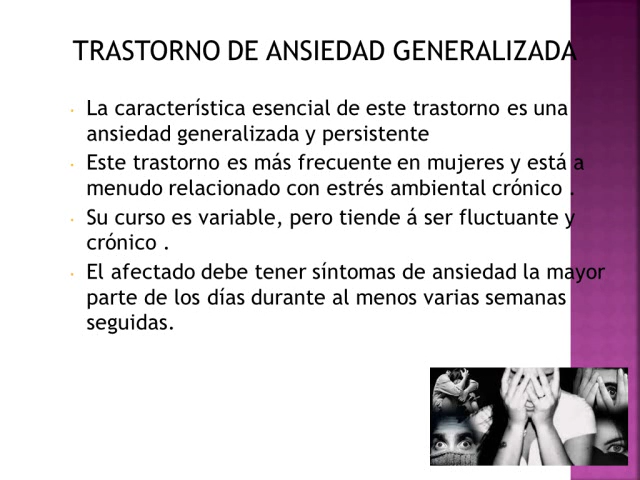 TRASTORNO DE ANSIEDAD GENERALIZADA
La característica esencial de este trastorno es una
ansiedad generalizada y persistente
Este trastorno es más frecuente en mujeres y está a
menudo relacionado con estrés ambiental crónico .
Su curso es variable, pero tiende á ser fluctuante y
crónico .
El afectado debe tener síntomas de ansiedad la mayor
parte de los días durante al menos varias semanas
seguidas.